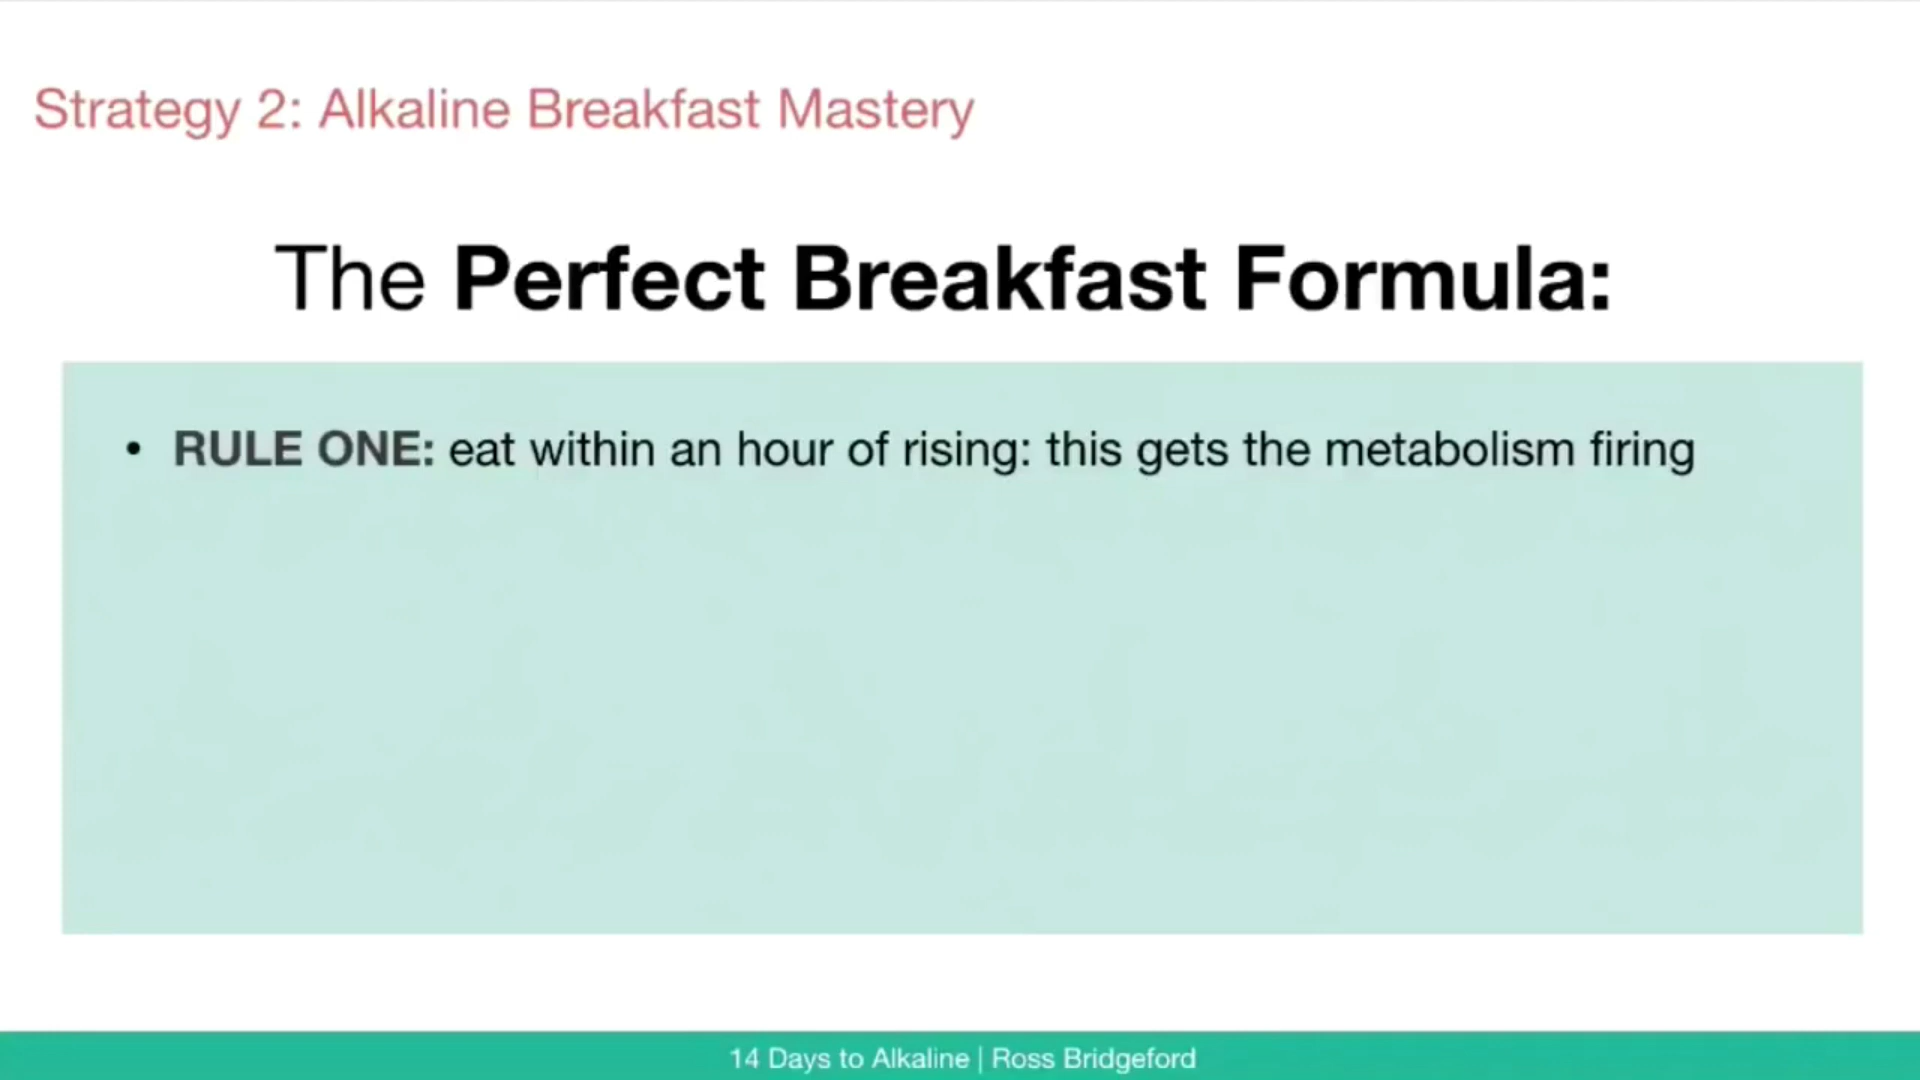 Strategy 2: Alkaline Breakfast Mastery
The Perfect Breakfast Formula:
• RULE ONE: eat within an hour of rising: this gets the metabolism firing
14 Days to Alkaline | Ross Bridgeford